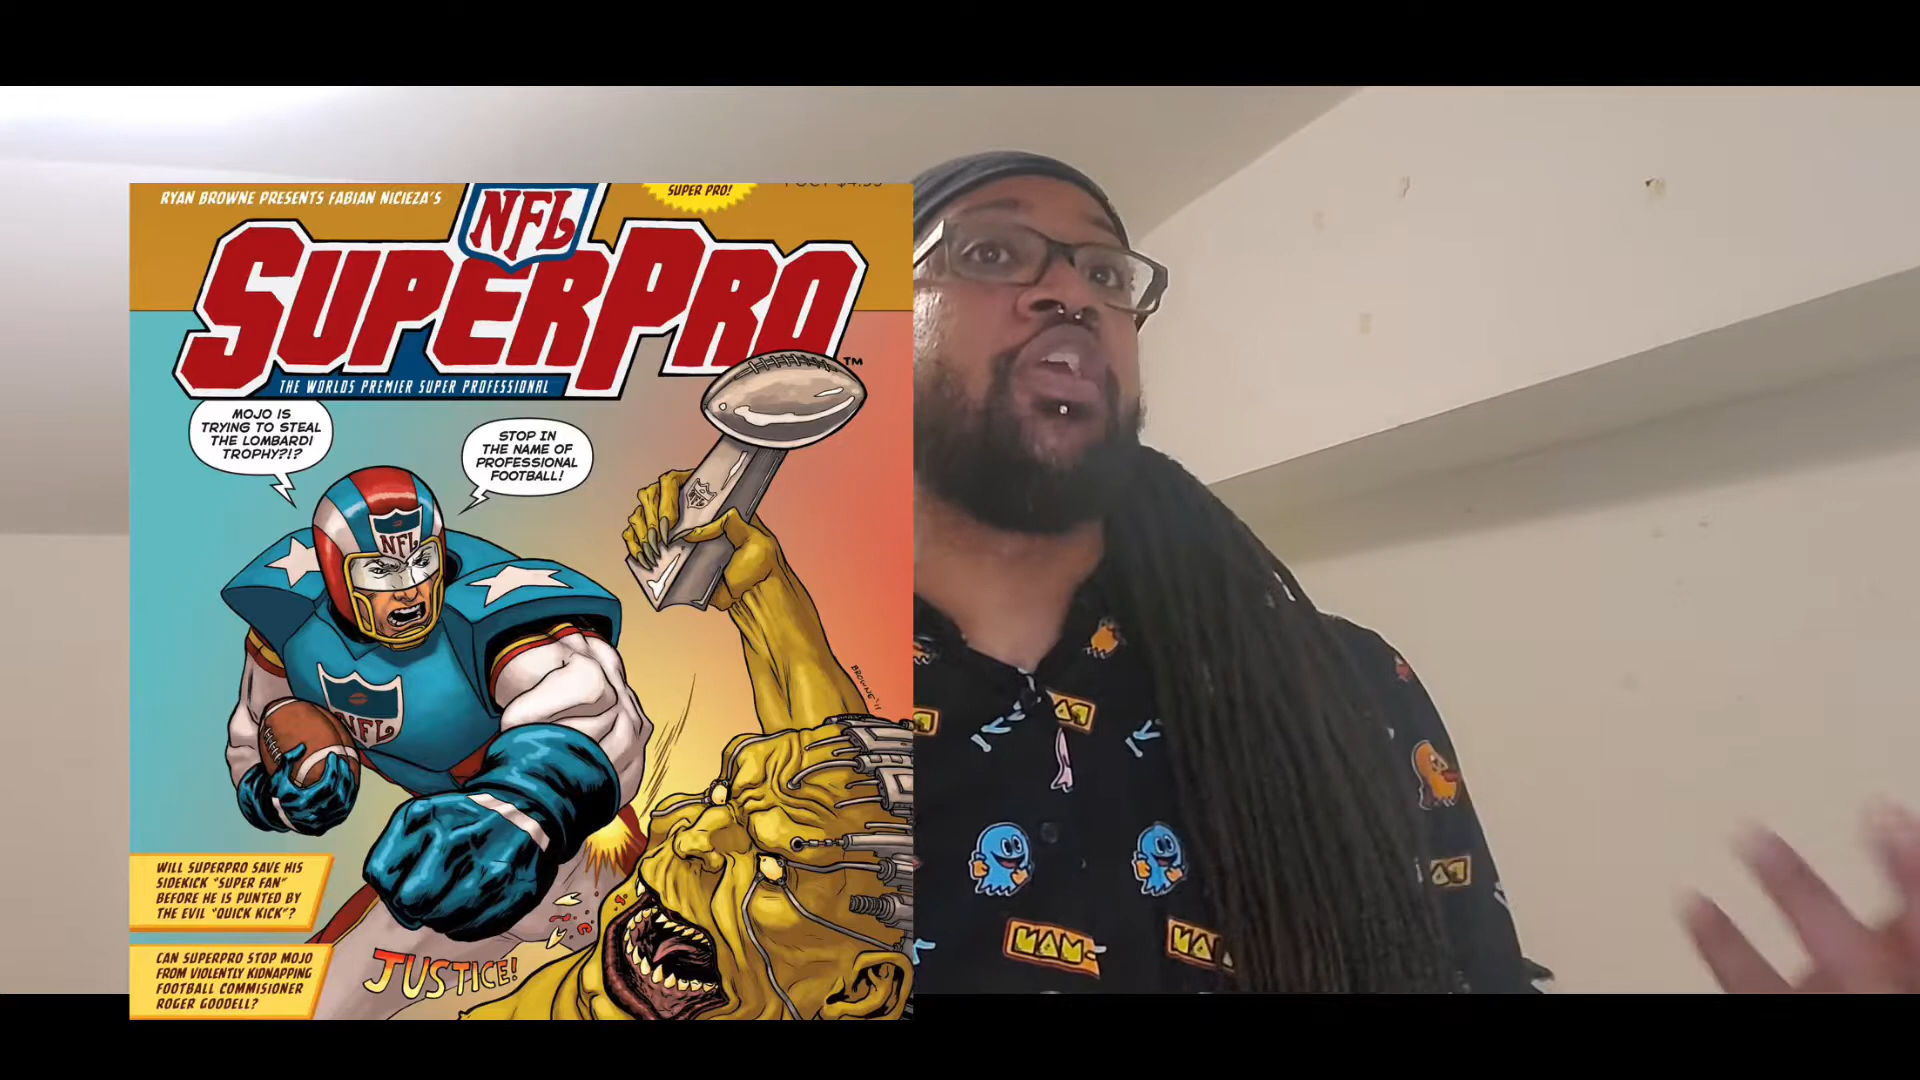 RYAN BROWNE PRESENTS FABIAN NICIEZA'S
SUPER PRO!
NFL
SUPERPRO
TM
THE WORLDS PREMIER SUPER PROFESSIONAL
MOJO IS
TRYING TO STEAL
THE LOMBARDI
TROPHY?!?
STOP IN
THE NAME OF
PROFESSIONAL
FOOTBALL!
NFL
NFL
BROWNE '11
WILL SUPERPRO SAVE HIS
SIDEKICK "SUPER FAN"
BEFORE HE IS PUNTED BY
THE EVIL "QUICK KICK"?
CAN SUPERPRO STOP MOJO
FROM VIOLENTLY KIDNAPPING
FOOTBALL COMMISIONER
ROGER GOODELL?
JUSTICE!